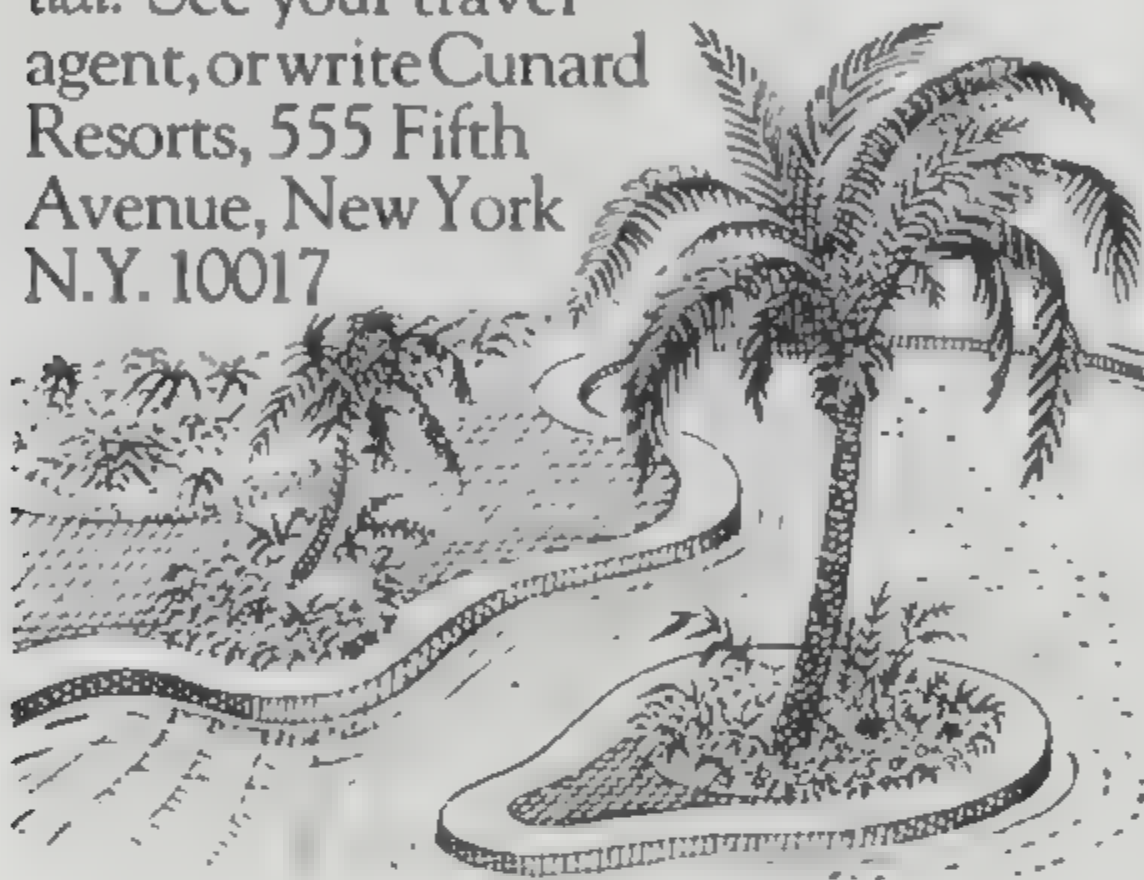 See your travel
agent, or write Cunard
Resorts, 555 Fifth
Avenue, New York
N.Y. 10017